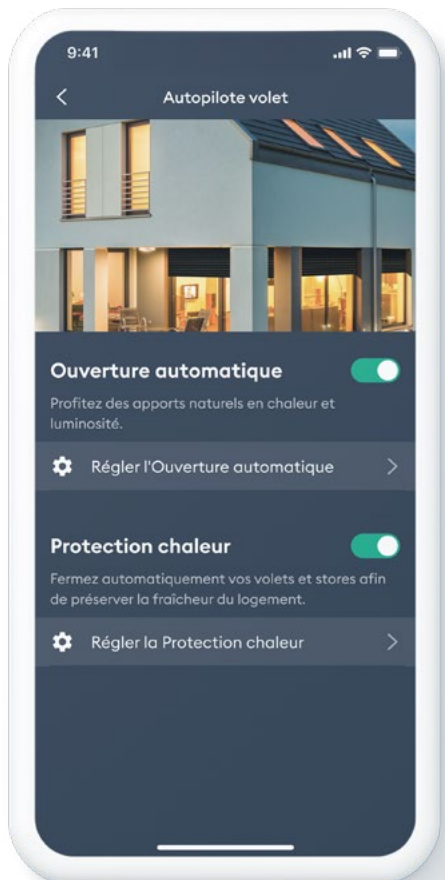 9:41
Autopilote volet
Ouverture automatique
Profitez des apports naturels en chaleur et
luminosité.
Régler l'Ouverture automatique
Protection chaleur
Fermez automatiquement vos volets et stores afin
de préserver la fraîcheur du logement.
Régler la Protection chaleur